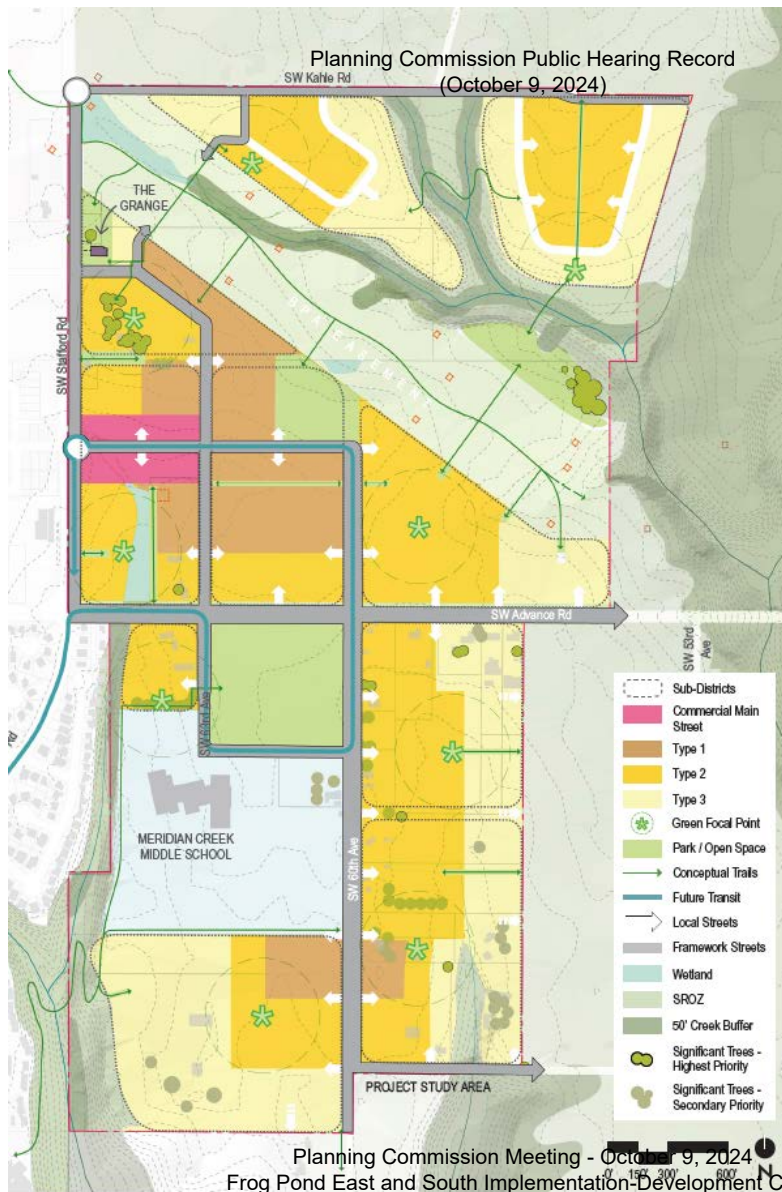 Planning Commission Public Hearing Record
(October 9, 2024)
SW Kahle Rd
THE
GRANGE
SW Stafford Rd
BPA EASEMENT
SW Advance Rd
SW 53rd
Ave
SW 63rd Ave
MERIDIAN CREEK
MIDDLE SCHOOL
SW 60th Ave
PROJECT STUDY AREA
Sub-Districts
Commercial Main
Street
Type 1
Type 2
Type 3
Green Focal Point
Park / Open Space
Conceptual Trails
Future Transit
Local Streets
Framework Streets
Wetland
SROZ
50' Creek Buffer
Significant Trees -
Highest Priority
Significant Trees -
Secondary Priority
0' 150' 300' 600'
N
Planning Commission Meeting - October 9, 2024
Frog Pond East and South Implementation-Development